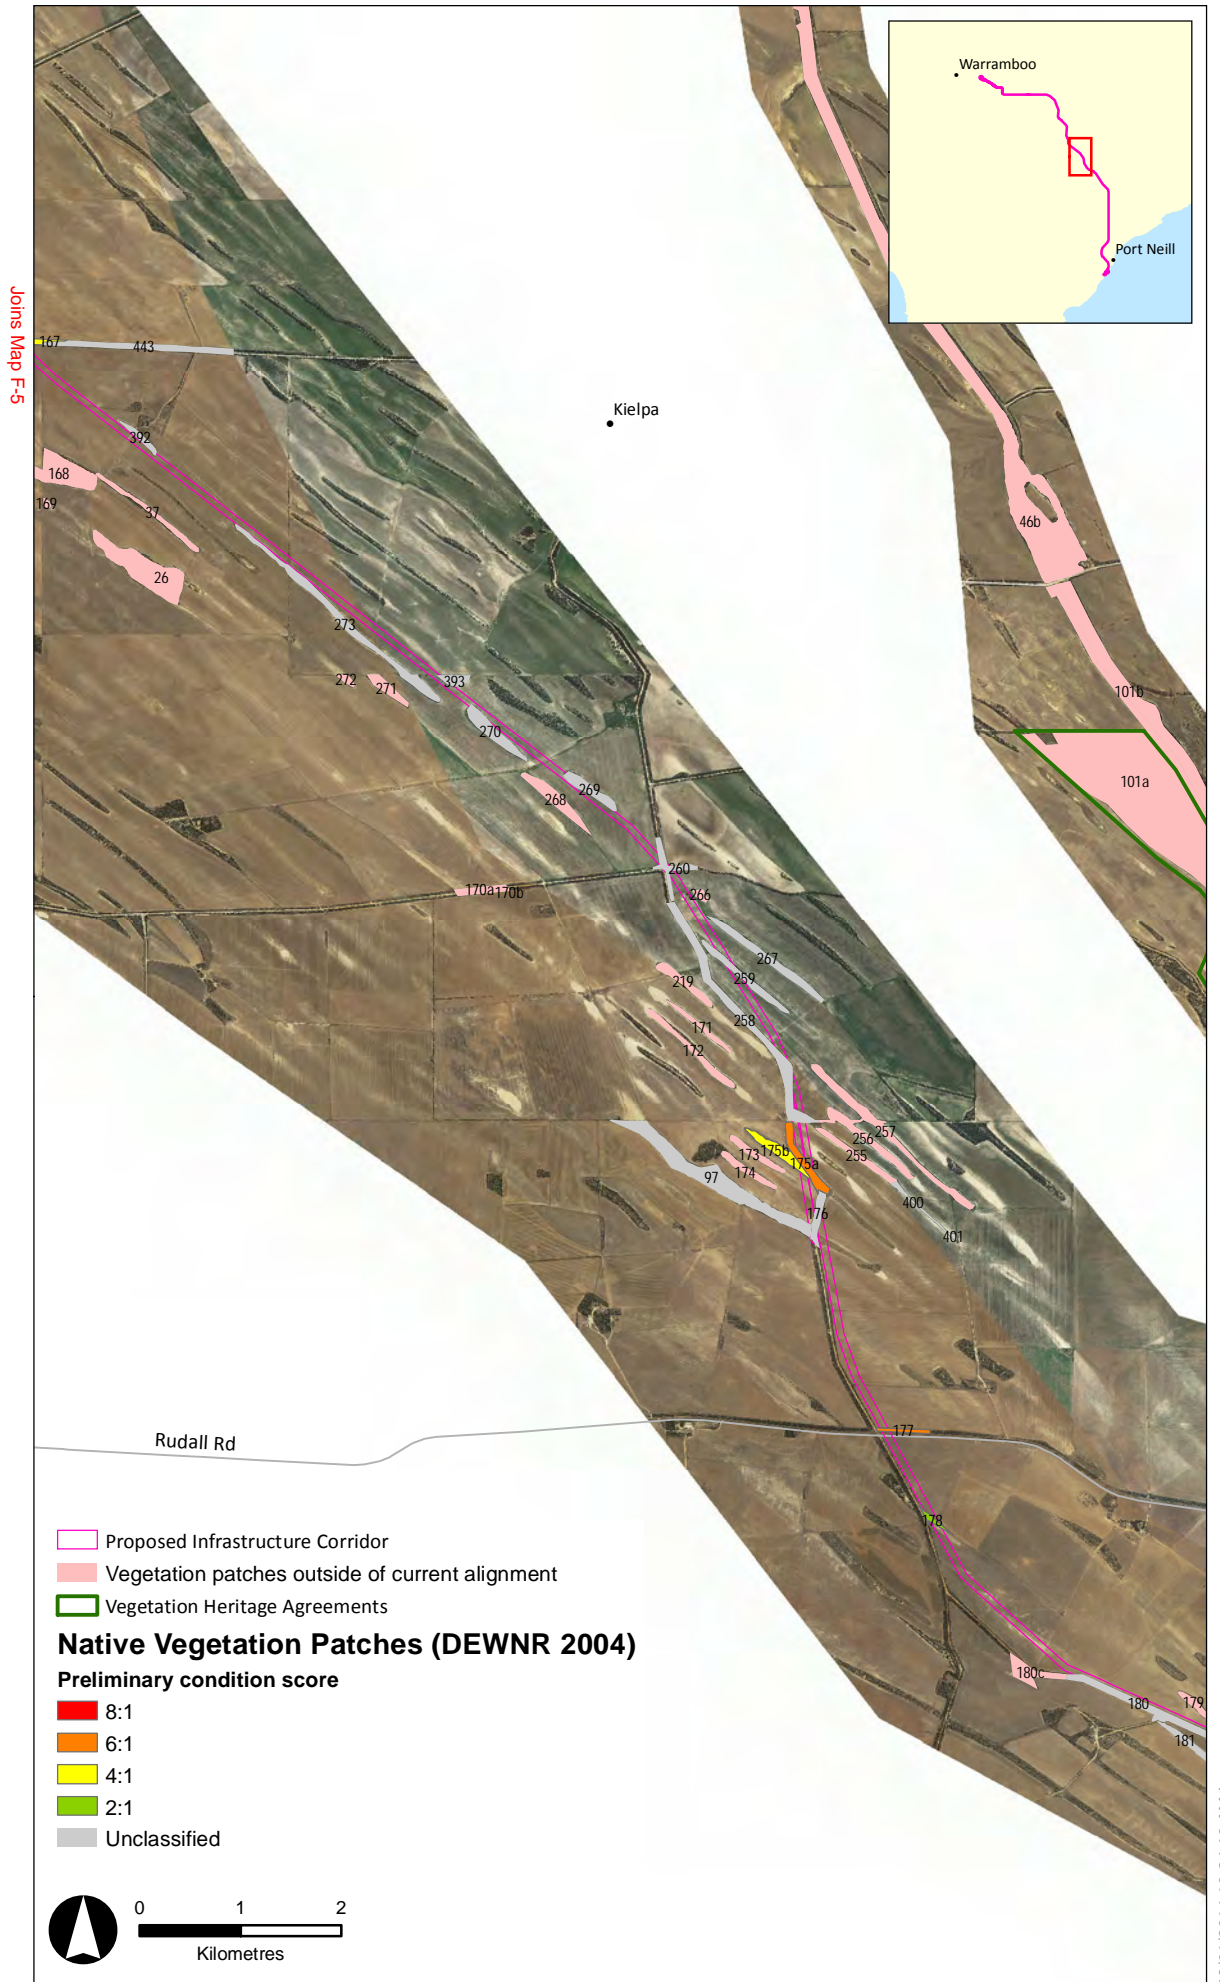 Warramboo
Port Neill
Joins Map F-5
167
443
Kielpa
392
168
169
37
46b
26
273
272
271
393
101b
270
101a
269
268
260
170a
170b
266
267
219
259
258
171
172
257
256
173
175b
255
175a
174
97
400
176
401
Rudall Rd
177
178
180c
180
179
181
Proposed Infrastructure Corridor
Vegetation patches outside of current alignment
Vegetation Heritage Agreements
Native Vegetation Patches (DEWNR 2004)
Preliminary condition score
8:1
6:1
4:1
2:1
Unclassified
0 1 2
Kilometres